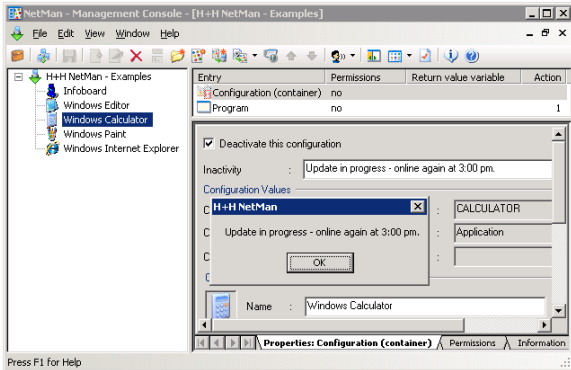 NetMan - Management Console - [H+H NetMan - Examples]
File Edit View Window Help
H+H NetMan - Examples
Infoboard
Windows Editor
Windows Calculator
Windows Paint
Windows Internet Explorer
Entry Permissions Return value variable Action
Configuration (container) no
Program no 1
Deactivate this configuration
Inactivity : Update in progress - online again at 3:00 pm.
Configuration Values
H+H NetMan
C : CALCULATOR
Update in progress - online again at 3:00 pm.
C : Application
OK
C :
C
Name : Windows Calculator
Properties: Configuration (container) Permissions Information
Press F1 for Help